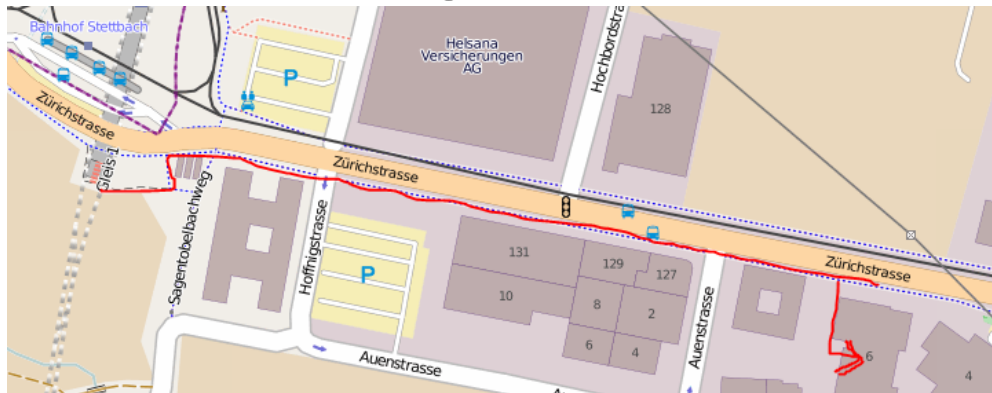 Bahnhof Stettbach
Helsana
Versicherungen
AG
Hochbordstr
P
128
Zürichstrasse
Gleis 1
Zürichstrasse
Sagentobelbachweg
Hoffnigstrasse
P
131
129
127
Zürichstrasse
10
8
2
6
4
Auenstrasse
Auenstrasse
6
4